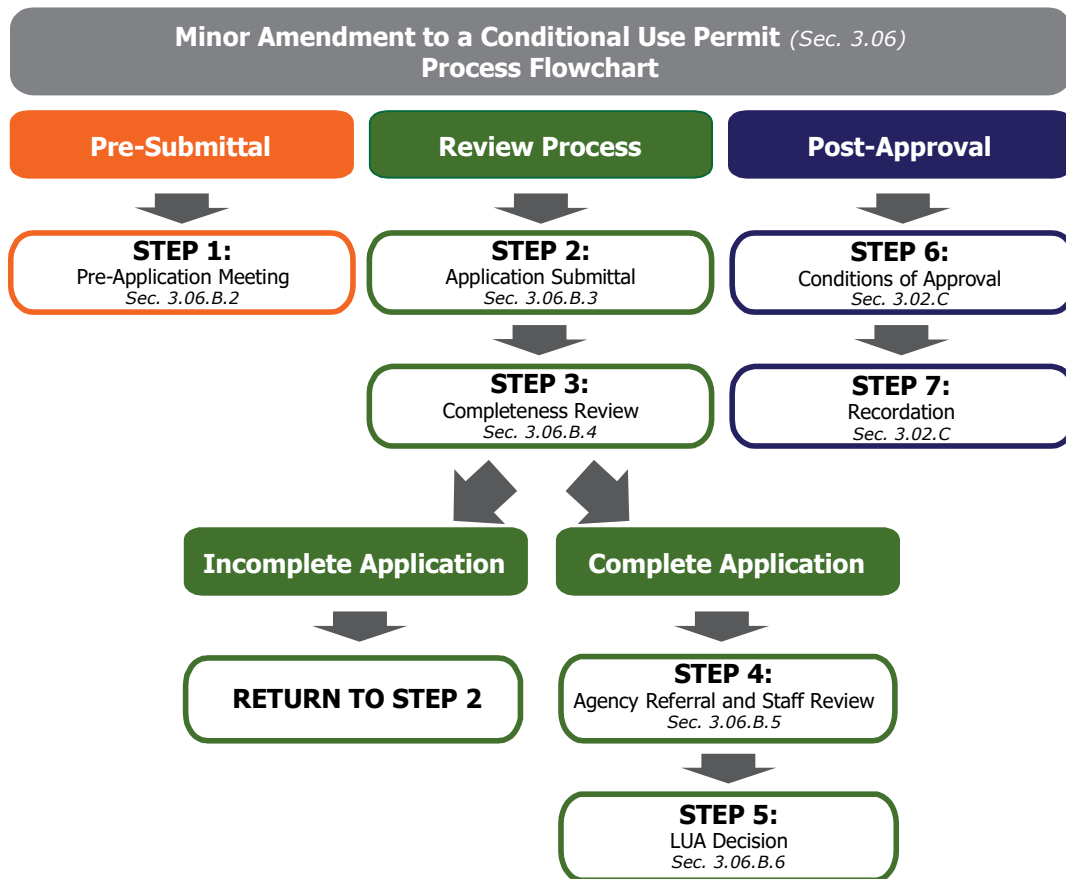 Minor Amendment to a Conditional Use Permit (Sec. 3.06)
Process Flowchart
Pre-Submittal
STEP 1:
Pre-Application Meeting
Sec. 3.06.B.2
Review Process
STEP 2:
Application Submittal
Sec. 3.06.B.3
STEP 3:
Completeness Review
Sec. 3.06.B.4
Incomplete Application
RETURN TO STEP 2
Complete Application
STEP 4:
Agency Referral and Staff Review
Sec. 3.06.B.5
STEP 5:
LUA Decision
Sec. 3.06.B.6
Post-Approval
STEP 6:
Conditions of Approval
Sec. 3.02.C
STEP 7:
Recordation
Sec. 3.02.C